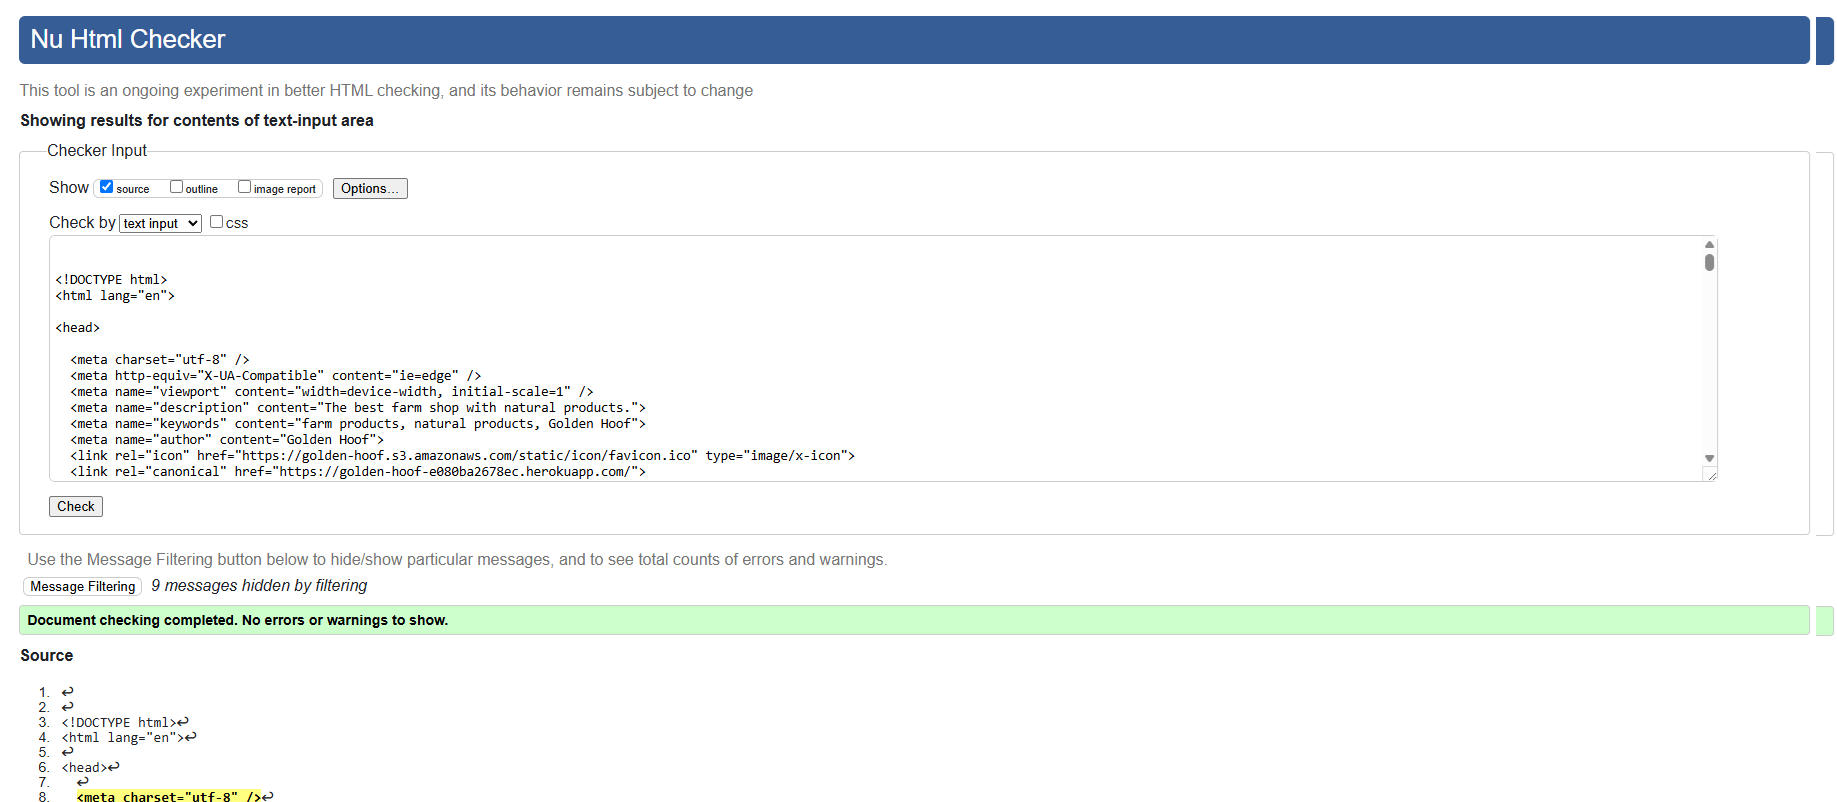 Nu Html Checker
This tool is an ongoing experiment in better HTML checking, and its behavior remains subject to change
Showing results for contents of text-input area
Checker Input
Show source outline image report Options...
Check by text input css
<!DOCTYPE html>
<html lang="en">
<head>
<meta charset="utf-8" />
<meta http-equiv="X-UA-Compatible" content="ie=edge" />
<meta name="viewport" content="width=device-width, initial-scale=1" />
<meta name="description" content="The best farm shop with natural products.">
<meta name="keywords" content="farm products, natural products, Golden Hoof">
<meta name="author" content="Golden Hoof">
<link rel="icon" href="https://golden-hoof.s3.amazonaws.com/static/icon/favicon.ico" type="image/x-icon">
<link rel="canonical" href="https://golden-hoof-e080ba2678ec.herokuapp.com/">
Check
Use the Message Filtering button below to hide/show particular messages, and to see total counts of errors and warnings.
Message Filtering 9 messages hidden by filtering
Document checking completed. No errors or warnings to show.
Source
1. ↩
2. ↩
3. <!DOCTYPE html>↩
4. <html lang="en">↩
5. ↩
6. <head>↩
7. ↩
8. <meta charset="utf-8" />↩